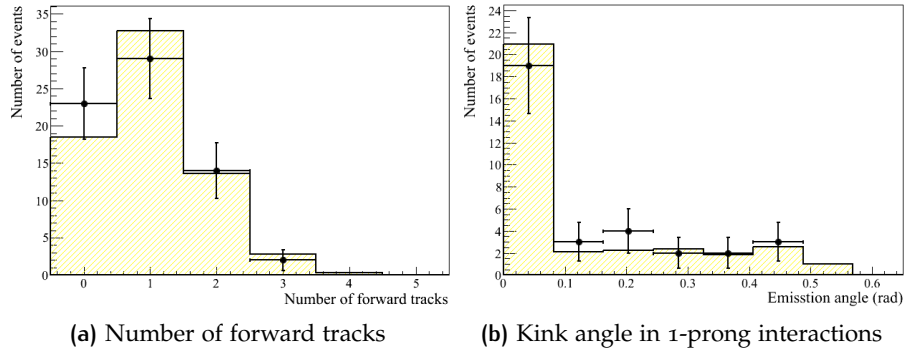 Number of events
35
30
25
20
15
10
5
0
0 1 2 3 4 5
Number of forward tracks
(a) Number of forward tracks
Number of events
24
22
20
18
16
14
12
10
8
6
4
2
0
0 0.1 0.2 0.3 0.4 0.5 0.6
Emisstion angle (rad)
(b) Kink angle in 1-prong interactions